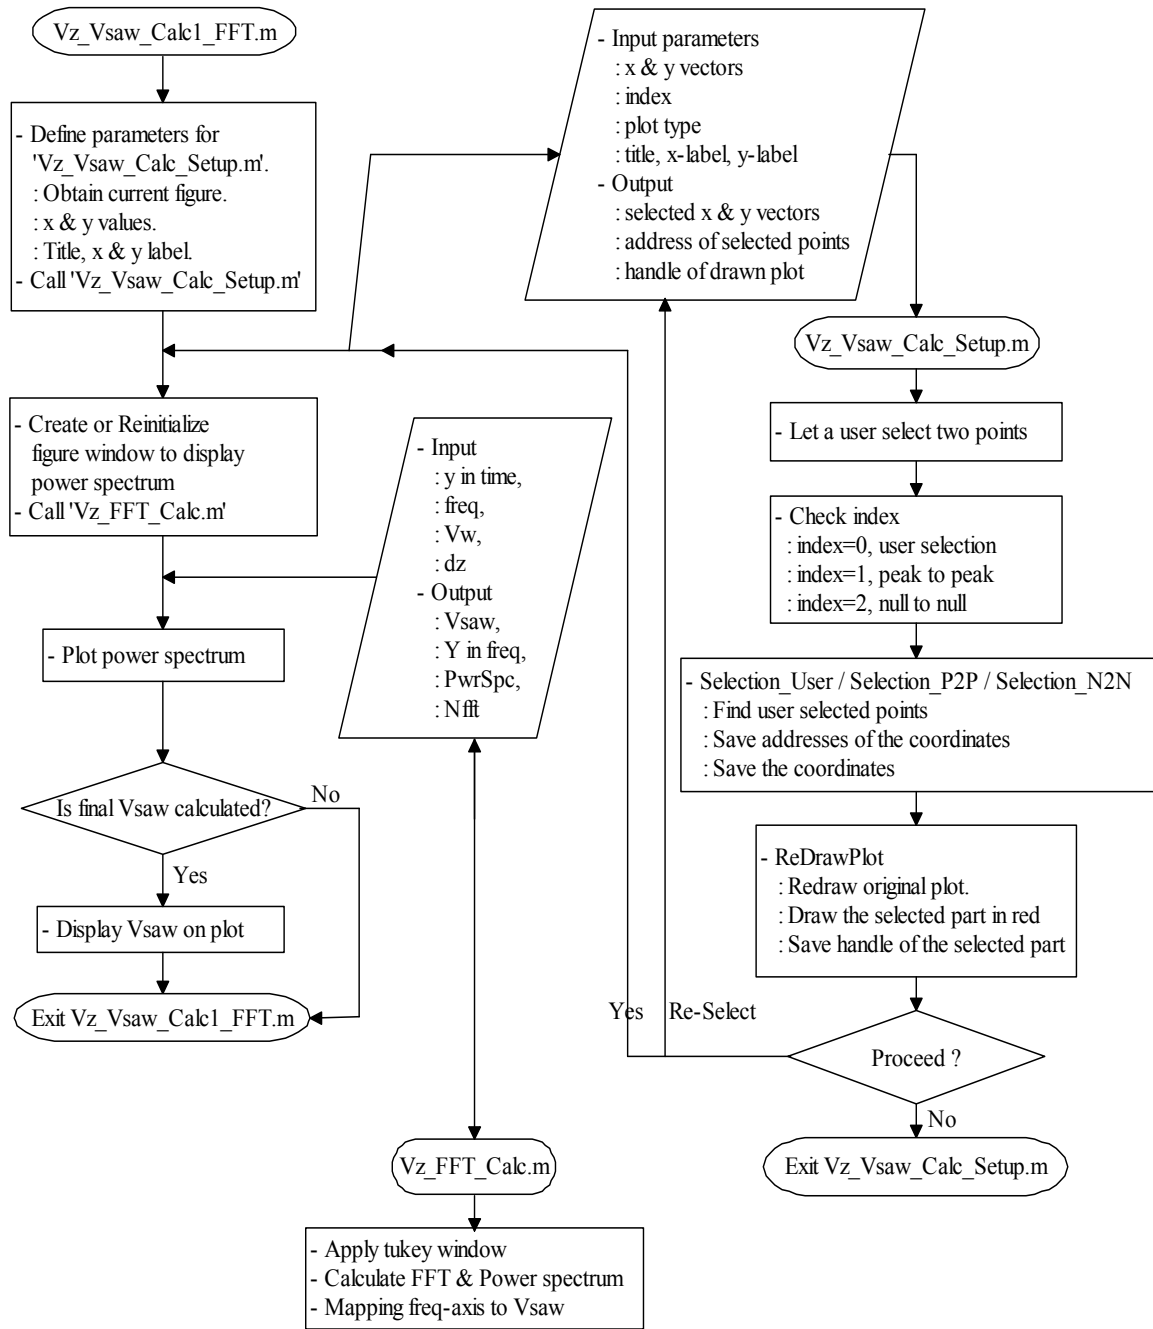 Vz_Vsaw_Calc1_FFT.m
- Define parameters for
'Vz_Vsaw_Calc_Setup.m'.
: Obtain current figure.
: x & y values.
: Title, x & y label.
- Call 'Vz_Vsaw_Calc_Setup.m'
- Create or Reinitialize
figure window to display
power spectrum
- Call 'Vz_FFT_Calc.m'
- Plot power spectrum
Is final Vsaw calculated?
No
Yes
- Display Vsaw on plot
Exit Vz_Vsaw_Calc1_FFT.m
- Input parameters
: x & y vectors
: index
: plot type
: title, x-label, y-label
- Output
: selected x & y vectors
: address of selected points
: handle of drawn plot
- Input
: y in time,
: freq,
: Vw,
: dz
- Output
: Vsaw,
: Y in freq,
: PwrSpc,
: Nfft
Vz_FFT_Calc.m
- Apply tukey window
- Calculate FFT & Power spectrum
- Mapping freq-axis to Vsaw
Vz_Vsaw_Calc_Setup.m
- Let a user select two points
- Check index
: index=0, user selection
: index=1, peak to peak
: index=2, null to null
- Selection_User / Selection_P2P / Selection_N2N
: Find user selected points
: Save addresses of the coordinates
: Save the coordinates
- ReDrawPlot
: Redraw original plot.
: Draw the selected part in red
: Save handle of the selected part
Yes
Re-Select
Proceed ?
No
Exit Vz_Vsaw_Calc_Setup.m